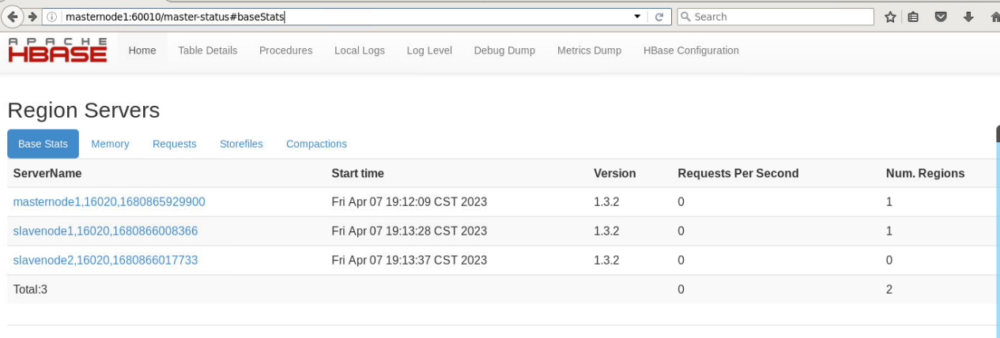 masternode1:60010/master-status#baseStats
Search
APACHE
HBASE
Home Table Details Procedures Local Logs Log Level Debug Dump Metrics Dump HBase Configuration
Region Servers
Base Stats Memory Requests Storefiles Compactions
ServerName Start time Version Requests Per Second Num. Regions
masternode1,16020,1680865929900 Fri Apr 07 19:12:09 CST 2023 1.3.2 0 1
slavenode1,16020,1680866008366 Fri Apr 07 19:13:28 CST 2023 1.3.2 0 1
slavenode2,16020,1680866017733 Fri Apr 07 19:13:37 CST 2023 1.3.2 0 0
Total:3 0 2